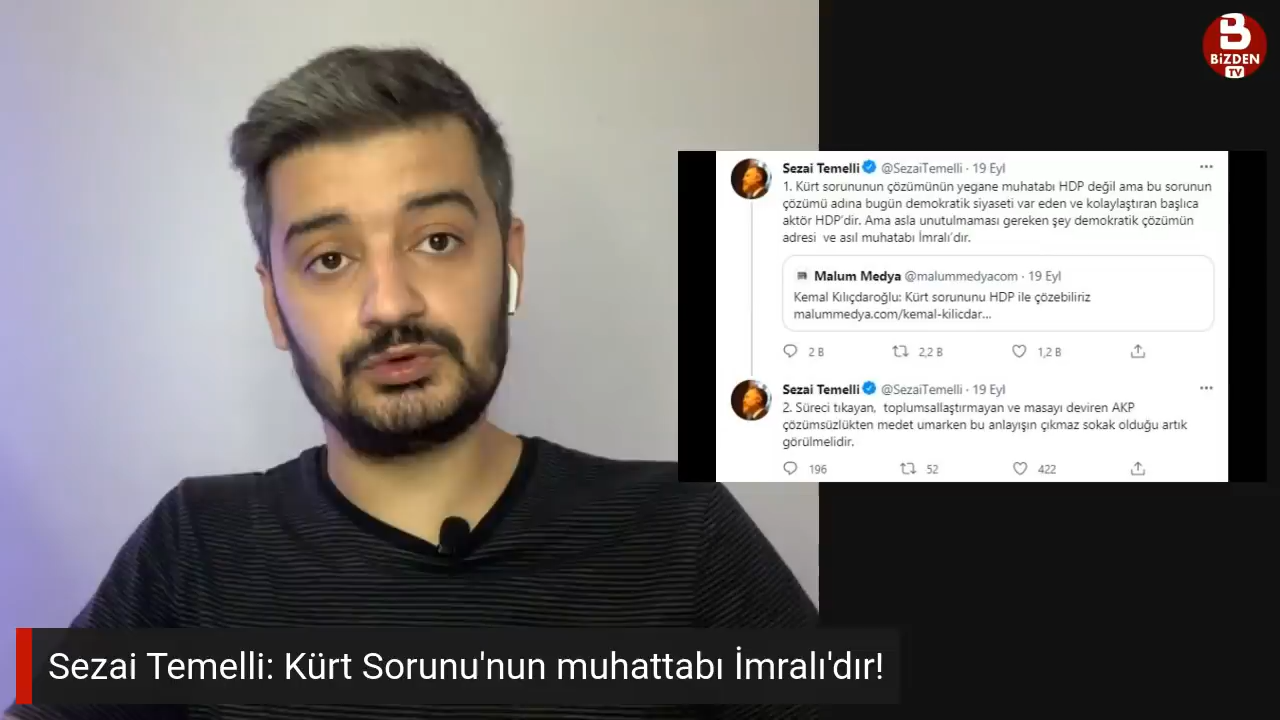 B
BiZDEN
TV
Sezai Temelli @SezaiTemelli · 19 Eyl
1. Kürt sorununun çözümünün yegane muhatabı HDP değil ama bu sorunun
çözümü adına bugün demokratik siyaseti var eden ve kolaylaştıran başlıca
aktör HDP'dir. Ama asla unutulmaması gereken şey demokratik çözümün
adresi ve asıl muhatabı İmralı'dır.
Malum Medya @malummedyacom · 19 Eyl
Kemal Kılıçdaroğlu: Kürt sorununu HDP ile çözebiliriz
malummedya.com/kemal-kilicdar...
2 B 2,2 B 1,2 B
Sezai Temelli @SezaiTemelli · 19 Eyl
2. Süreci tıkayan, toplumsallaştırmayan ve masayı deviren AKP
çözümsüzlükten medet umarken bu anlayışın çıkmaz sokak olduğu artık
görülmelidir.
196 52 422
Sezai Temelli: Kürt Sorunu'nun muhattabı İmralı'dır!